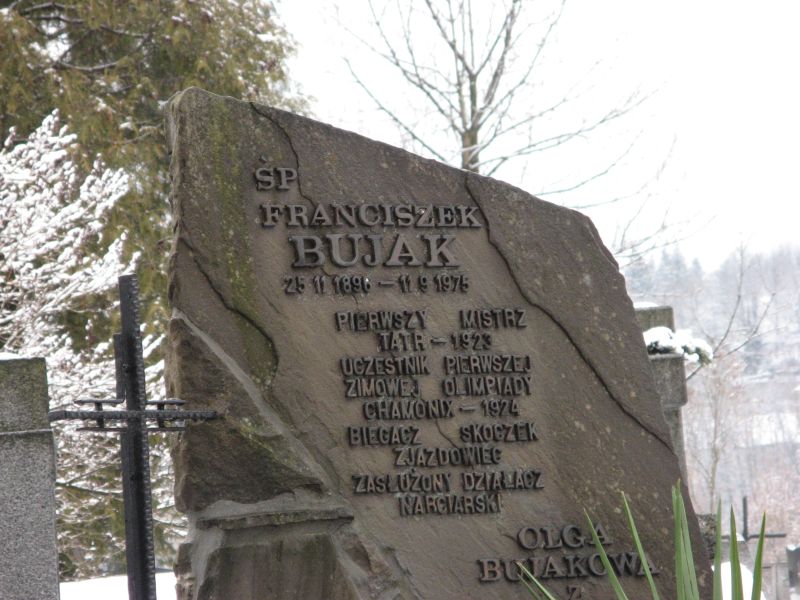 ŚP
FRANCISZEK
BUJAK
25 11 1896 – 11 9 1975
PIERWSZY MISTRZ
TATR – 1923
UCZESTNIK PIERWSZEJ
ZIMOWEJ OLIMPIADY
CHAMONIX – 1924
BIEGACZ SKOCZEK
ZJAZDOWIEC
ZASŁUŻONY DZIAŁACZ
NARCIARSKI
OLGA
BUJAKOWA
Z